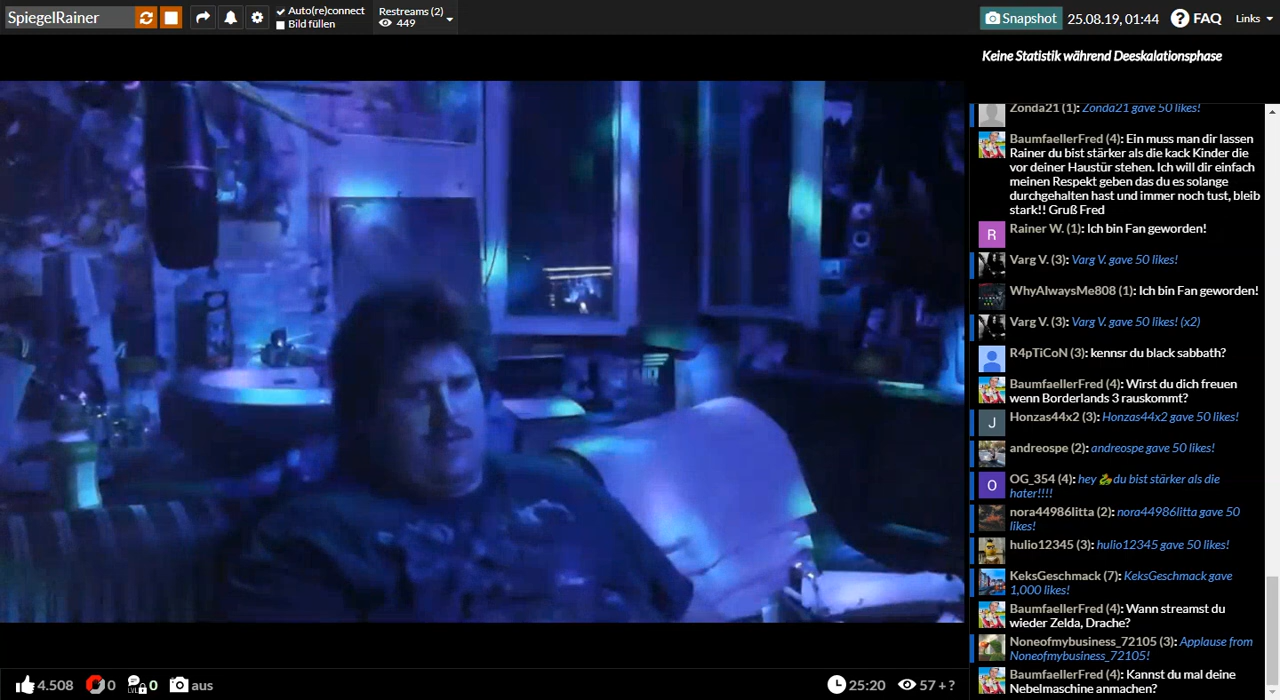 SpiegelRainer
Auto(re)connect
Bild füllen
Restreams (2)
449
Snapshot
25.08.19, 01:44
? FAQ
Links
Keine Statistik während Deeskalationsphase
Zonda21 (1): Zonda21 gave 50 likes!
BaumfaellerFred (4): Ein muss man dir lassen
Rainer du bist stärker als die kack Kinder die
vor deiner Haustür stehen. Ich will dir einfach
meinen Respekt geben das du es solange
durchgehalten hast und immer noch tust, bleib
stark!! Gruß Fred
R
Rainer W. (1): Ich bin Fan geworden!
Varg V. (3): Varg V. gave 50 likes!
WhyAlwaysMe808 (1): Ich bin Fan geworden!
Varg V. (3): Varg V. gave 50 likes! (x2)
R4pTiCoN (3): kennsr du black sabbath?
BaumfaellerFred (4): Wirst du dich freuen
wenn Borderlands 3 rauskommt?
J
Honzas44x2 (3): Honzas44x2 gave 50 likes!
andreospe (2): andreospe gave 50 likes!
O
OG_354 (4): hey 🐉du bist stärker als die
hater!!!!
nora44986litta (2): nora44986litta gave 50
likes!
hulio12345 (3): hulio12345 gave 50 likes!
KeksGeschmack (7): KeksGeschmack gave
1,000 likes!
BaumfaellerFred (4): Wann streamst du
wieder Zelda, Drache?
Noneofmybusiness_72105 (3): Applause from
Noneofmybusiness_72105!
BaumfaellerFred (4): Kannst du mal deine
Nebelmaschine anmachen?
4.508
0
LVL
0
aus
25:20
57 + ?